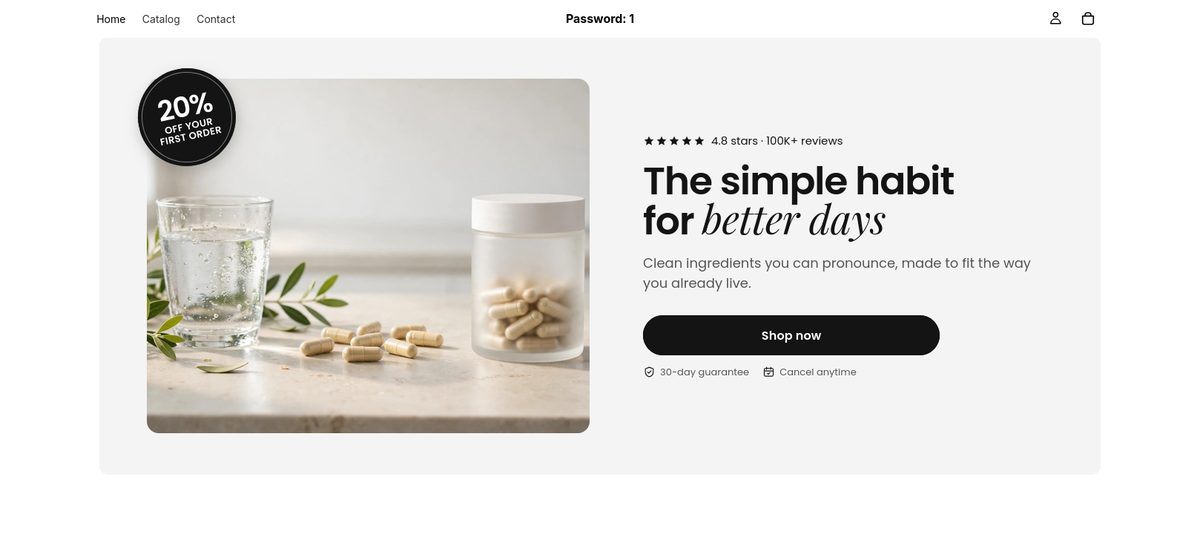 Home
Catalog
Contact
Password: 1
20%
OFF YOUR
FIRST ORDER
4.8 stars · 100K+ reviews
The simple habit
for better days
Clean ingredients you can pronounce, made to fit the way
you already live.
Shop now
30-day guarantee
Cancel anytime